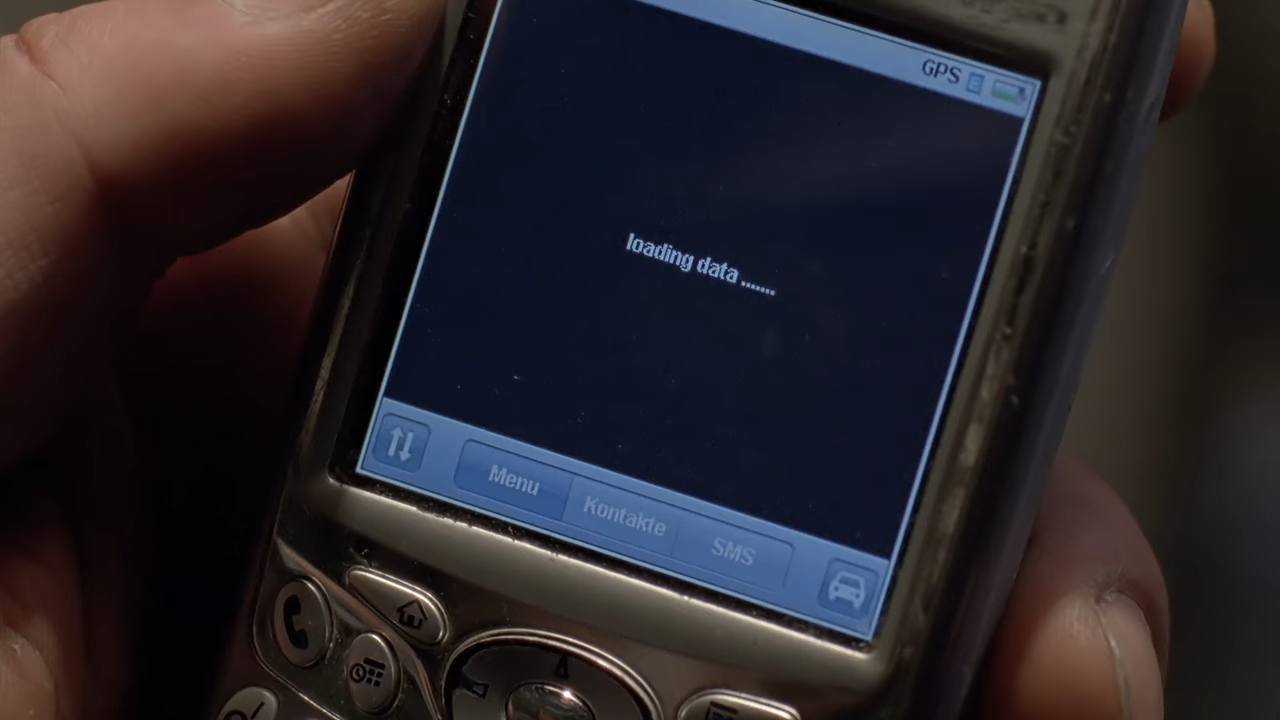 GPS
loading data .......
Menu
Kontakte
SMS